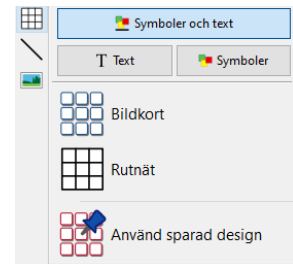 Symboler och text
T Text
Symboler
Bildkort
Rutnät
Använd sparad design